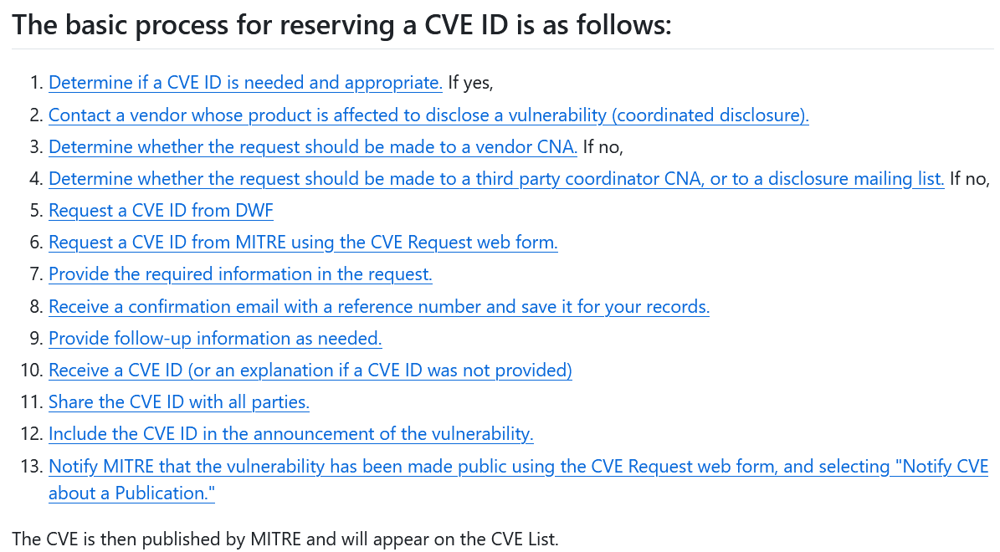 The basic process for reserving a CVE ID is as follows:
1. Determine if a CVE ID is needed and appropriate. If yes,
2. Contact a vendor whose product is affected to disclose a vulnerability (coordinated disclosure).
3. Determine whether the request should be made to a vendor CNA. If no,
4. Determine whether the request should be made to a third party coordinator CNA, or to a disclosure mailing list. If no,
5. Request a CVE ID from DWF
6. Request a CVE ID from MITRE using the CVE Request web form.
7. Provide the required information in the request.
8. Receive a confirmation email with a reference number and save it for your records.
9. Provide follow-up information as needed.
10. Receive a CVE ID (or an explanation if a CVE ID was not provided)
11. Share the CVE ID with all parties.
12. Include the CVE ID in the announcement of the vulnerability.
13. Notify MITRE that the vulnerability has been made public using the CVE Request web form, and selecting "Notify CVE
about a Publication."
The CVE is then published by MITRE and will appear on the CVE List.